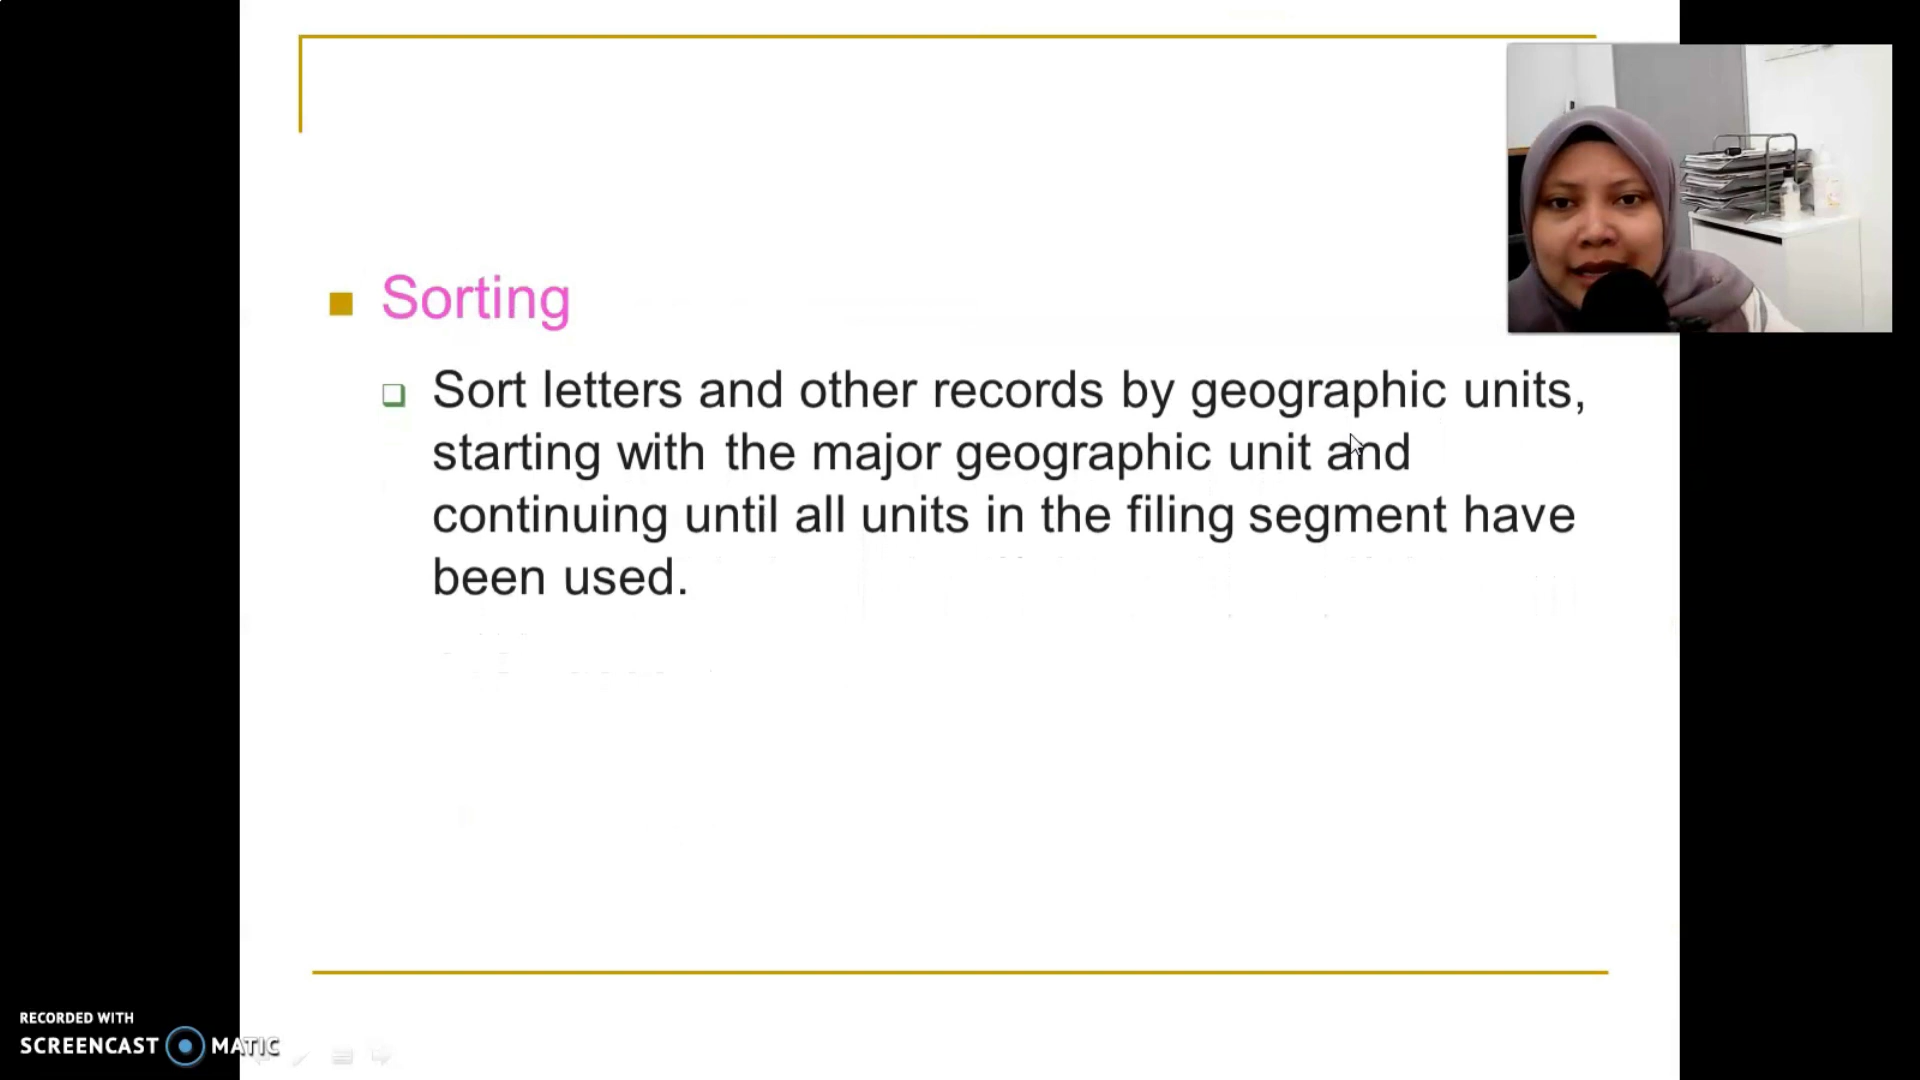 Sorting
Sort letters and other records by geographic units,
starting with the major geographic unit and
continuing until all units in the filing segment have
been used.
RECORDED WITH
SCREENCAST MATIC